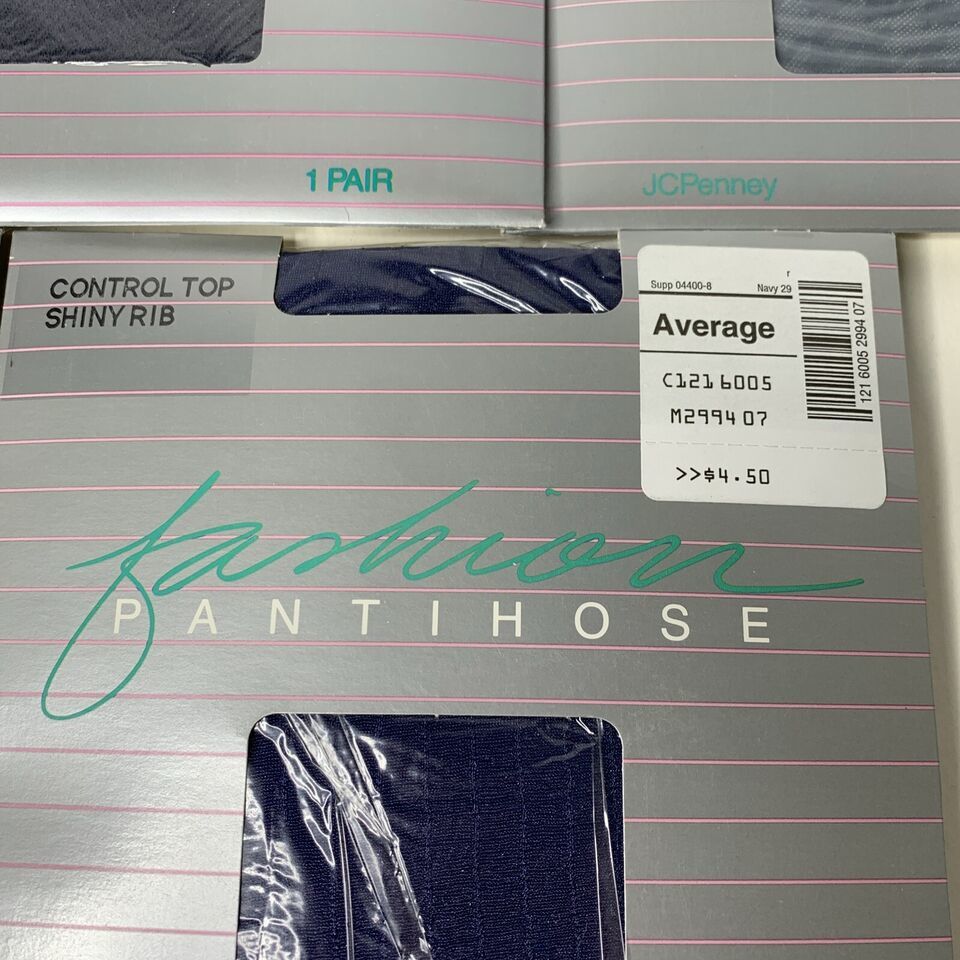 1 PAIR
JCPenney
CONTROL TOP
SHINY RIB
r
Supp 04400-8 Navy 29
Average
C1216005
M299407
>>$4.50
121 6005 2994 07
fashion
PANTIHOSE